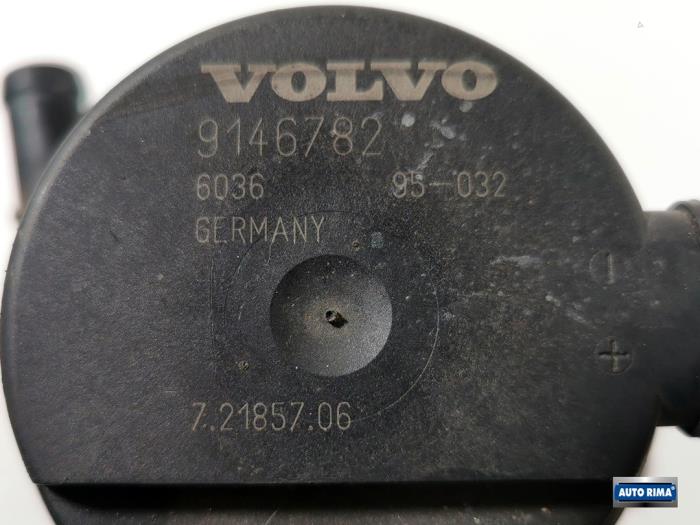 VOLVO
9146782
6036 95-032
GERMANY
- 
+
7.21857.06
AUTO RIMA